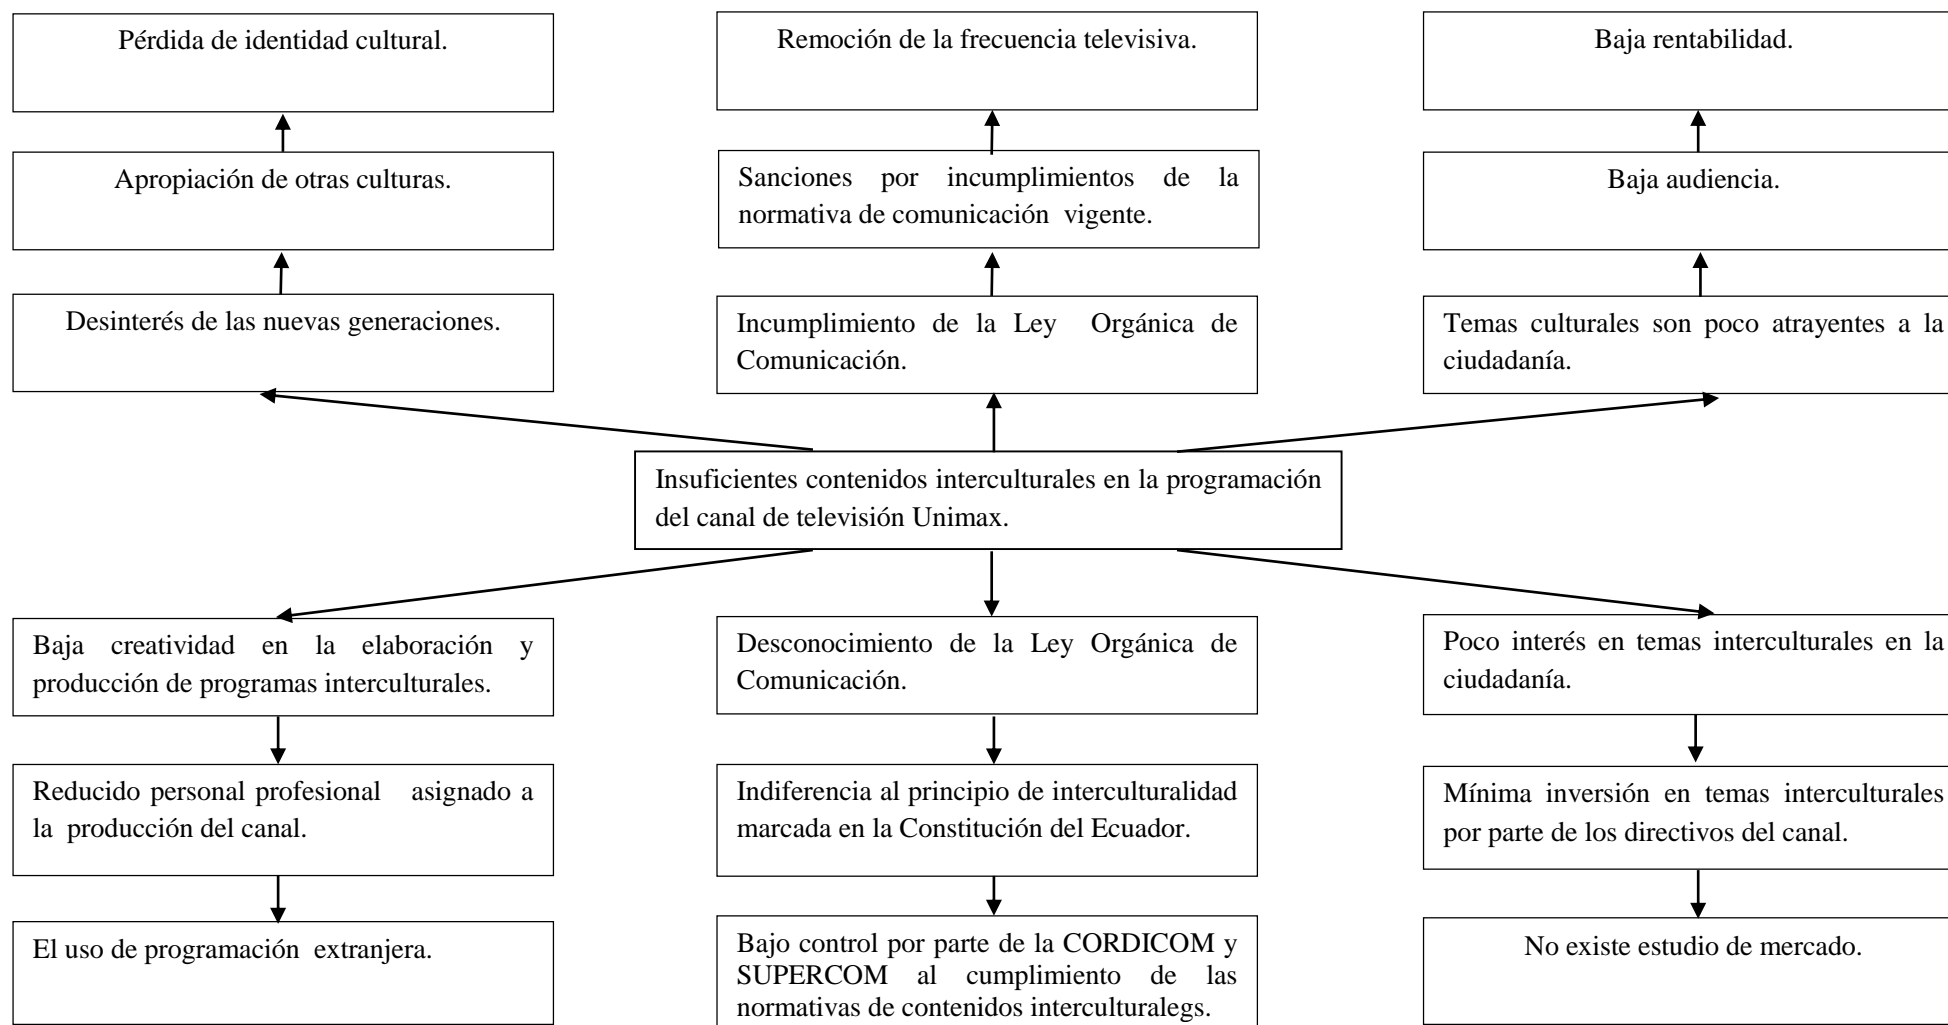 Pérdida de identidad cultural.
Remoción de la frecuencia televisiva.
Baja rentabilidad.
Apropiación de otras culturas.
Sanciones por incumplimientos de la
normativa de comunicación vigente.
Baja audiencia.
Desinterés de las nuevas generaciones.
Incumplimiento de la Ley Orgánica de
Comunicación.
Temas culturales son poco atrayentes a la
ciudadanía.
Insuficientes contenidos interculturales en la programación
del canal de televisión Unimax.
Baja creatividad en la elaboración y
producción de programas interculturales.
Desconocimiento de la Ley Orgánica de
Comunicación.
Poco interés en temas interculturales en la
ciudadanía.
Reducido personal profesional asignado a
la producción del canal.
Indiferencia al principio de interculturalidad
marcada en la Constitución del Ecuador.
Mínima inversión en temas interculturales
por parte de los directivos del canal.
El uso de programación extranjera.
Bajo control por parte de la CORDICOM y
SUPERCOM al cumplimiento de las
normativas de contenidos interculturalegs.
No existe estudio de mercado.